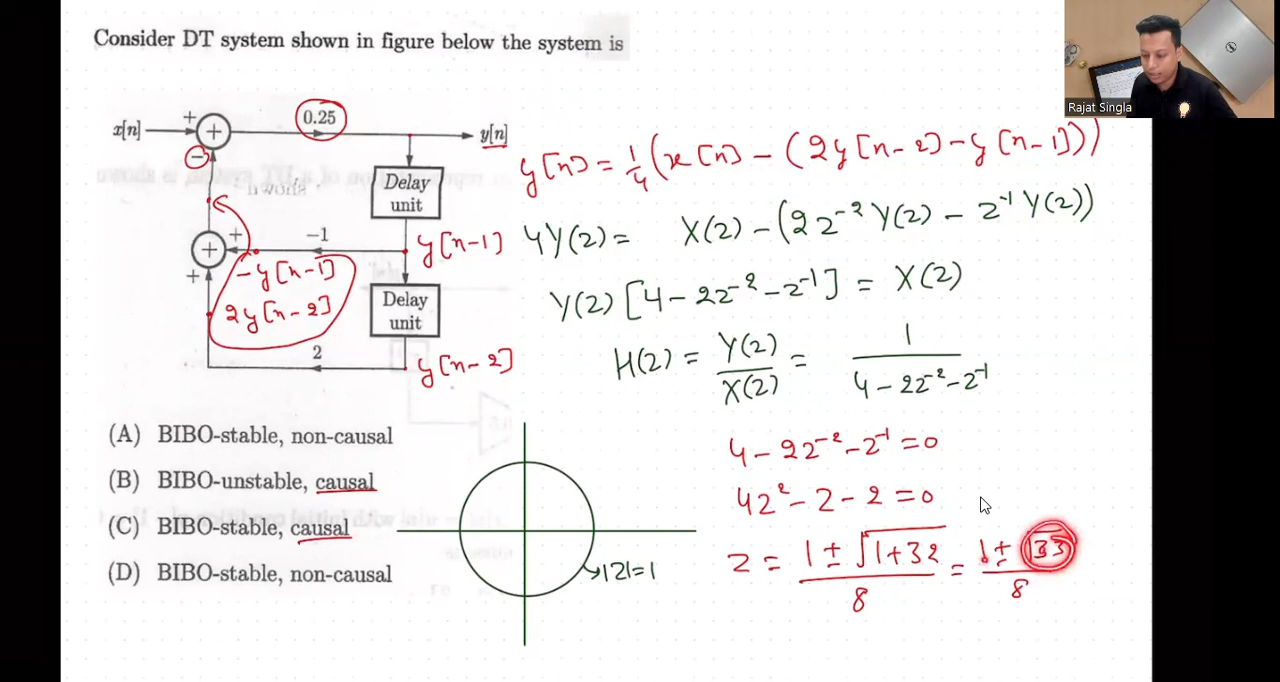 Consider DT system shown in figure below the system is
x[n]
+
+
0.25
y[n]
−
Delay
unit
+
−1
+
+
y[n-1]
-y[n-1]
2y[n-2]
Delay
unit
2
y[n-2]
(A) BIBO-stable, non-causal
(B) BIBO-unstable, causal
(C) BIBO-stable, causal
(D) BIBO-stable, non-causal
|z|=1
y[n] = 1/4 (x[n] - (2y[n-2] - y[n-1]))
4Y(z) = X(z) - (2z⁻² Y(z) - z⁻¹ Y(z))
Y(z) [4 - 2z⁻² - z⁻¹] = X(z)
H(z) = Y(z)/X(z) = 1/(4 - 2z⁻² - z⁻¹)
4 - 2z⁻² - z⁻¹ = 0
4z² - z - 2 = 0
z = (1 ± √(1+32))/8 = (1 ± √33)/8
Rajat Singla